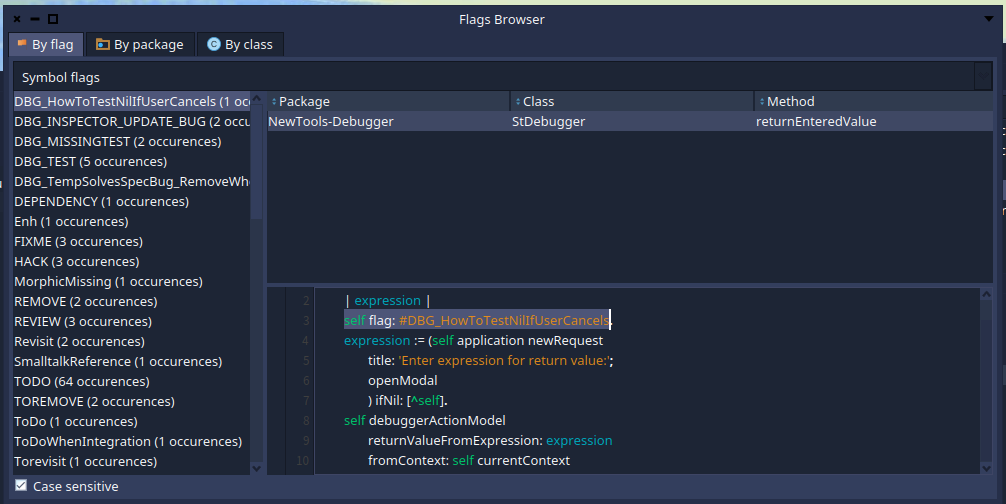 Flags Browser
By flag
By package
By class
Symbol flags
DBG_HowToTestNilIfUserCancels (1 occ
DBG_INSPECTOR_UPDATE_BUG (2 occu
DBG_MISSINGTEST (2 occurences)
DBG_TEST (5 occurences)
DBG_TempSolvesSpecBug_RemoveWh
DEPENDENCY (1 occurences)
Enh (1 occurences)
FIXME (3 occurences)
HACK (3 occurences)
MorphicMissing (1 occurences)
REMOVE (2 occurences)
REVIEW (3 occurences)
Revisit (2 occurences)
SmalltalkReference (1 occurences)
TODO (64 occurences)
TOREMOVE (2 occurences)
ToDo (1 occurences)
ToDoWhenIntegration (1 occurences)
Torevisit (1 occurences)
Case sensitive
Package Class Method
NewTools-Debugger StDebugger returnEnteredValue
2 | expression |
3 self flag: #DBG_HowToTestNilIfUserCancels.
4 expression := (self application newRequest
5 title: 'Enter expression for return value:';
6 openModal
7 ) ifNil: [^self].
8 self debuggerActionModel
9 returnValueFromExpression: expression
10 fromContext: self currentContext